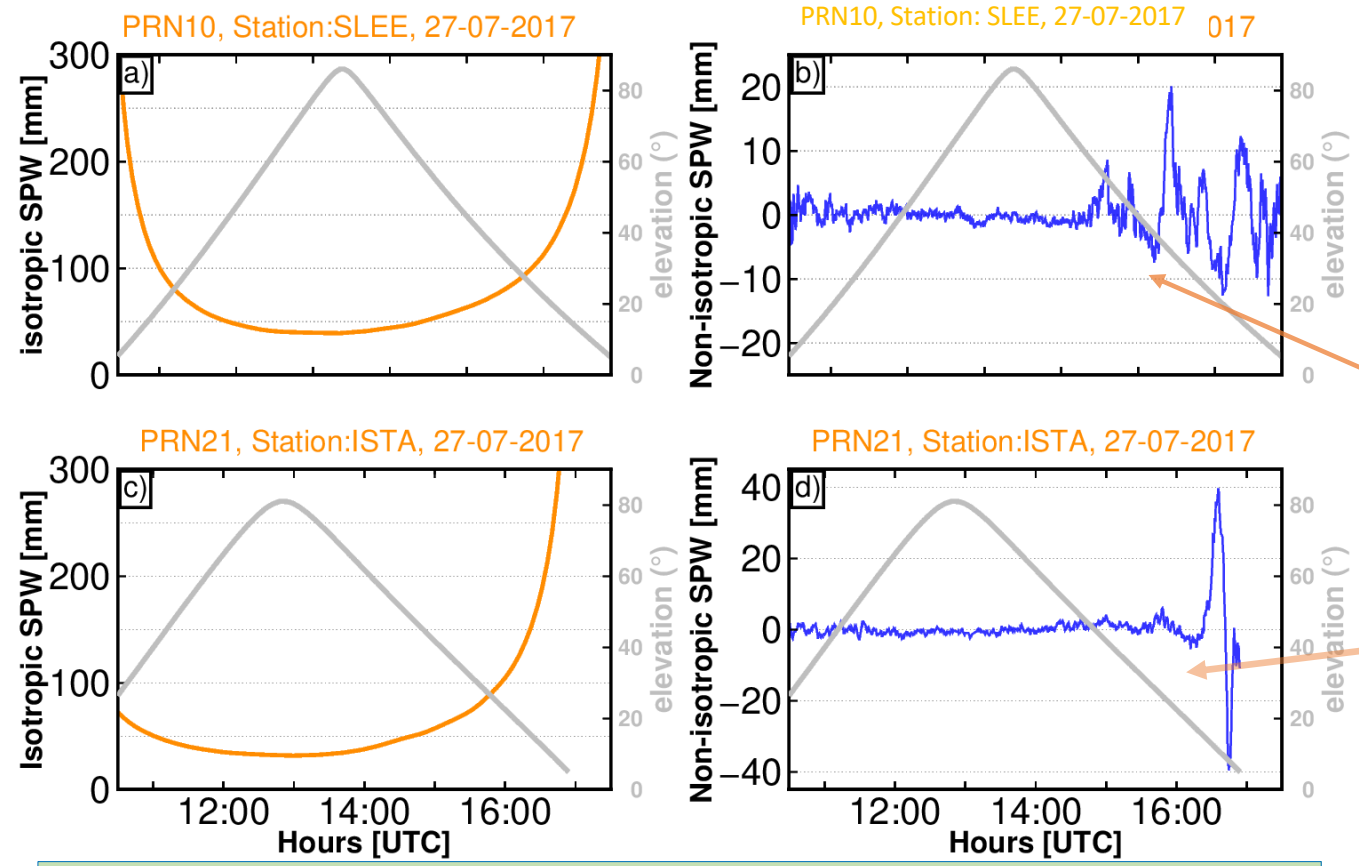 PRN10, Station:SLEE, 27-07-2017
PRN10, Station: SLEE, 27-07-2017
017
a)
isotropic SPW [mm]
300
200
100
0
80
60
40
20
0
elevation (°)
b)
Non-isotropic SPW [mm]
20
10
0
−10
−20
80
60
40
20
0
elevation (°)
PRN21, Station:ISTA, 27-07-2017
PRN21, Station:ISTA, 27-07-2017
c)
Isotropic SPW [mm]
300
200
100
0
80
60
40
20
0
elevation (°)
12:00 14:00 16:00
Hours [UTC]
d)
Non-isotropic SPW [mm]
40
20
0
−20
−40
80
60
40
20
0
elevation (°)
12:00 14:00 16:00
Hours [UTC]